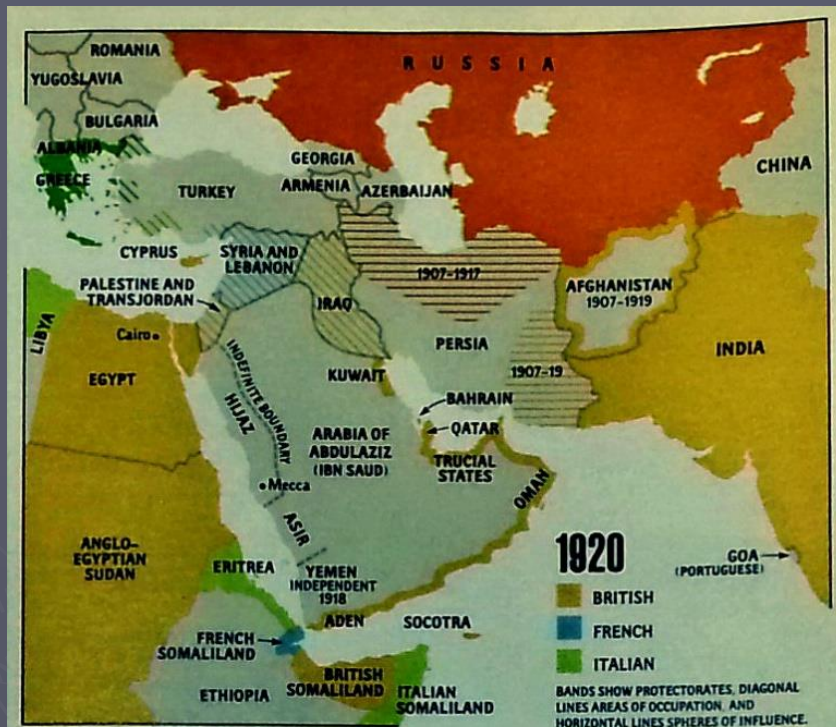 ROMANIA
RUSSIA
YUGOSLAVIA
BULGARIA
ALBANIA
GREECE
TURKEY
GEORGIA
ARMENIA
AZERBAIJAN
CHINA
CYPRUS
SYRIA AND
LEBANON
1907-1917
AFGHANISTAN
1907-1919
PALESTINE AND
TRANSJORDAN
IRAQ
LIBYA
Cairo
PERSIA
INDIA
EGYPT
KUWAIT
1907-19
INDEFINITE BOUNDARY
HIJAZ
BAHRAIN
QATAR
ARABIA OF
ABDULAZIZ
(IBN SAUD)
TRUCIAL
STATES
Mecca
OMAN
ASIR
ANGLO-
EGYPTIAN
SUDAN
ERITREA
YEMEN
INDEPENDENT
1918
GOA
(PORTUGUESE)
ADEN
SOCOTRA
FRENCH
SOMALILAND
BRITISH
SOMALILAND
ETHIOPIA
ITALIAN
SOMALILAND
1920
BRITISH
FRENCH
ITALIAN
BANDS SHOW PROTECTORATES, DIAGONAL
LINES AREAS OF OCCUPATION, AND
HORIZONTAL LINES SPHERES OF INFLUENCE.